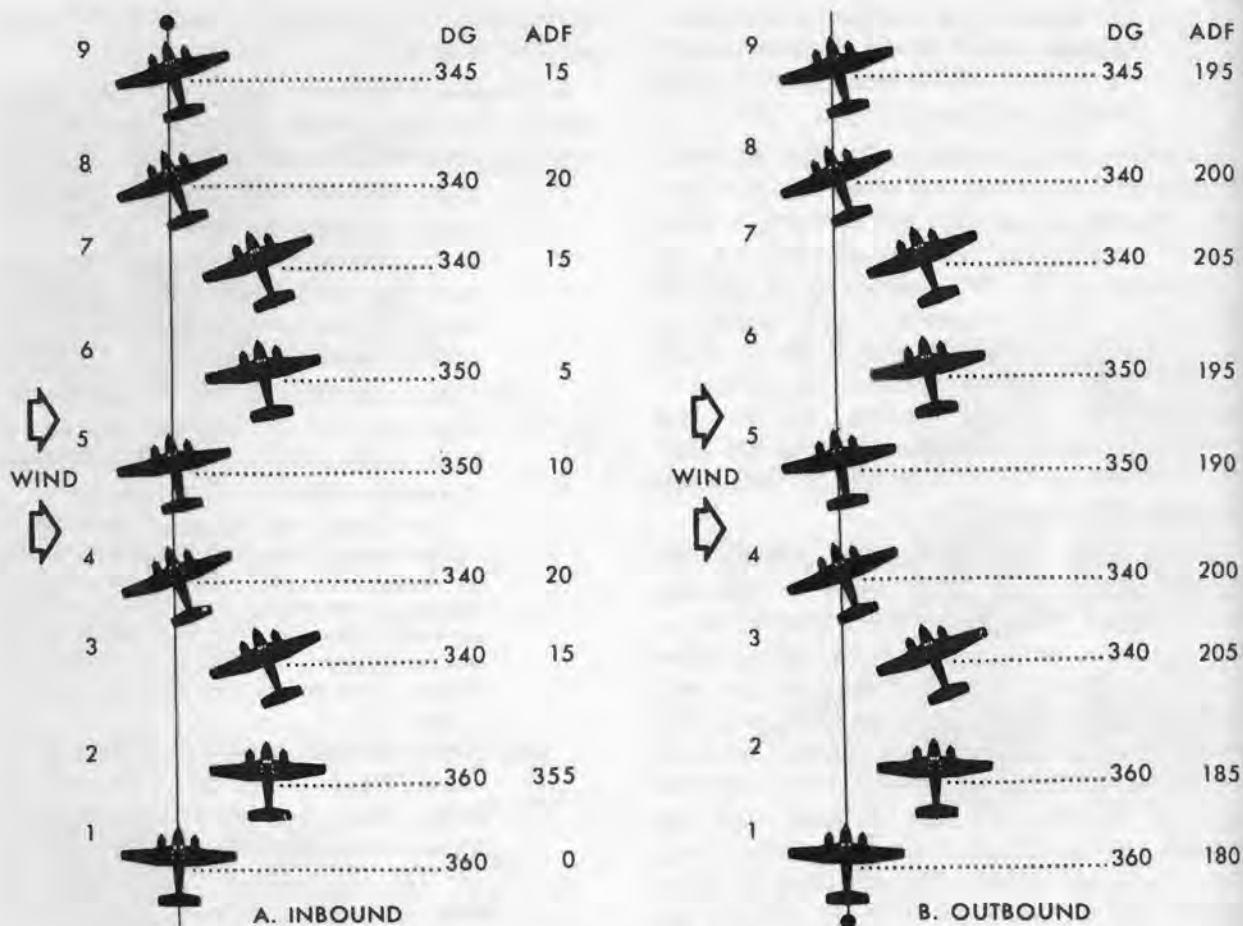 DG ADF
9 345 15
8 340 20
7 340 15
6 350 5
5 350 10
WIND
4 340 20
3 340 15
2 360 355
1 360 0
A. INBOUND
DG ADF
9 345 195
8 340 200
7 340 205
6 350 195
5 350 190
WIND
4 340 200
3 340 205
2 360 185
1 360 180
B. OUTBOUND